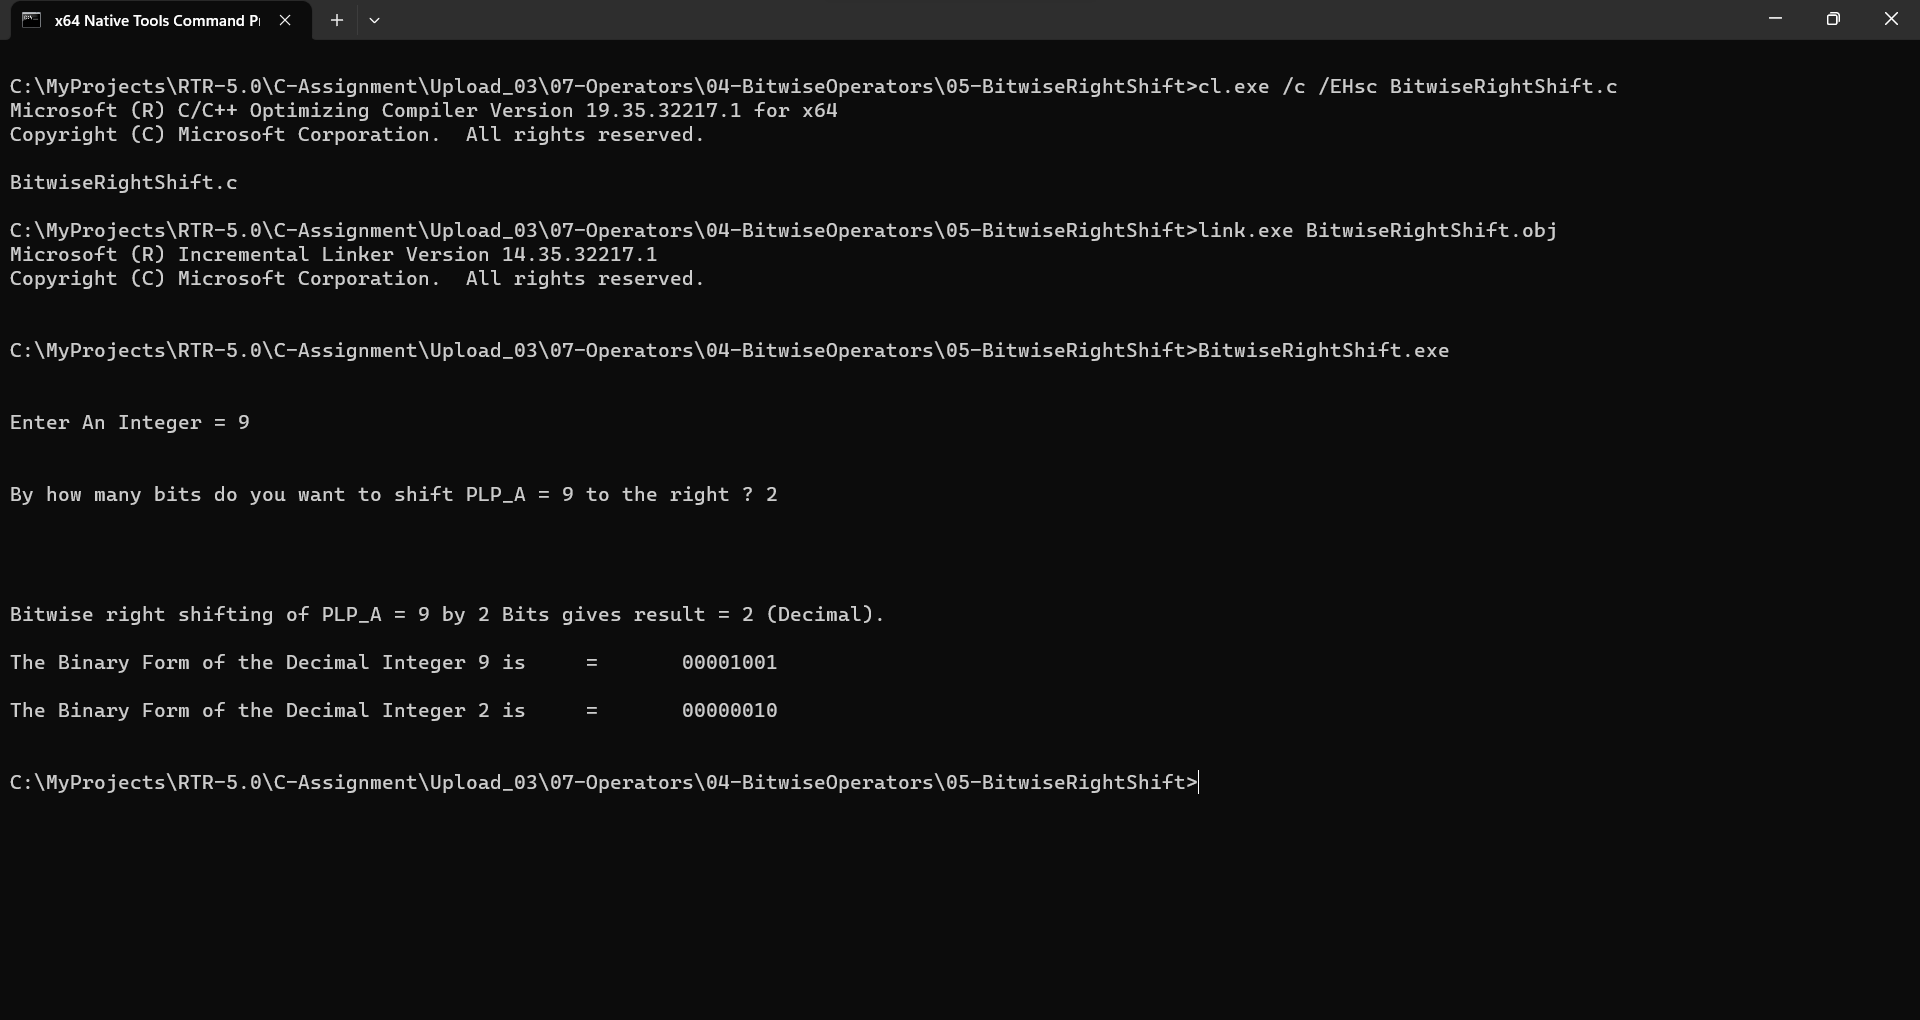 x64 Native Tools Command P
C:\MyProjects\RTR-5.0\C-Assignment\Upload_03\07-Operators\04-BitwiseOperators\05-BitwiseRightShift>cl.exe /c /EHsc BitwiseRightShift.c
Microsoft (R) C/C++ Optimizing Compiler Version 19.35.32217.1 for x64
Copyright (C) Microsoft Corporation.  All rights reserved.
BitwiseRightShift.c
C:\MyProjects\RTR-5.0\C-Assignment\Upload_03\07-Operators\04-BitwiseOperators\05-BitwiseRightShift>link.exe BitwiseRightShift.obj
Microsoft (R) Incremental Linker Version 14.35.32217.1
Copyright (C) Microsoft Corporation.  All rights reserved.
C:\MyProjects\RTR-5.0\C-Assignment\Upload_03\07-Operators\04-BitwiseOperators\05-BitwiseRightShift>BitwiseRightShift.exe
Enter An Integer = 9
By how many bits do you want to shift PLP_A = 9 to the right ? 2
Bitwise right shifting of PLP_A = 9 by 2 Bits gives result = 2 (Decimal).
The Binary Form of the Decimal Integer 9 is     =       00001001
The Binary Form of the Decimal Integer 2 is     =       00000010
C:\MyProjects\RTR-5.0\C-Assignment\Upload_03\07-Operators\04-BitwiseOperators\05-BitwiseRightShift>